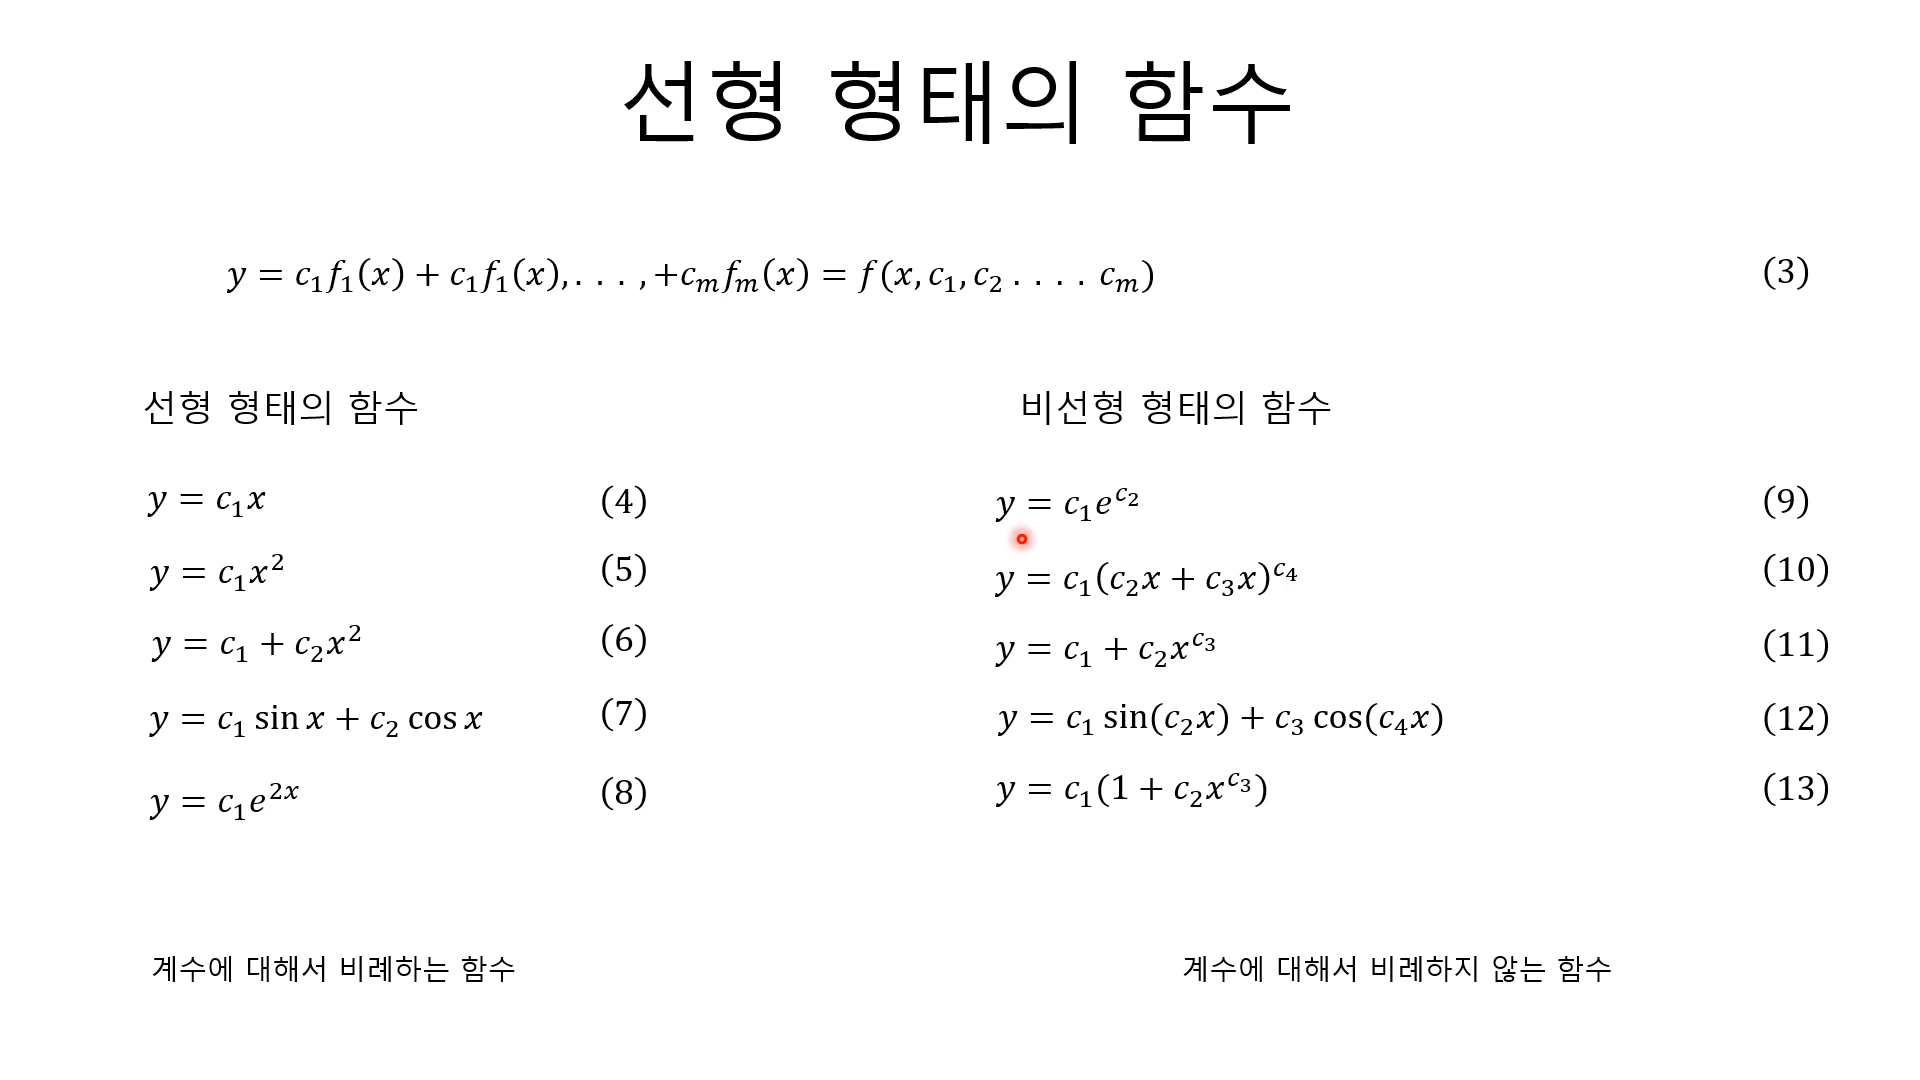 선형 형태의 함수
y = c₁f₁(x) + c₁f₁(x), . . . , +cₘfₘ(x) = f(x, c₁, c₂ . . . . cₘ) (3)
선형 형태의 함수 비선형 형태의 함수
y = c₁x (4) y = c₁e^{c₂} (9)
y = c₁x² (5) y = c₁(c₂x + c₃x)^{c₄} (10)
y = c₁ + c₂x² (6) y = c₁ + c₂x^{c₃} (11)
y = c₁ sin x + c₂ cos x (7) y = c₁ sin(c₂x) + c₃ cos(c₄x) (12)
y = c₁e^{2x} (8) y = c₁(1 + c₂x^{c₃}) (13)
계수에 대해서 비례하는 함수 계수에 대해서 비례하지 않는 함수